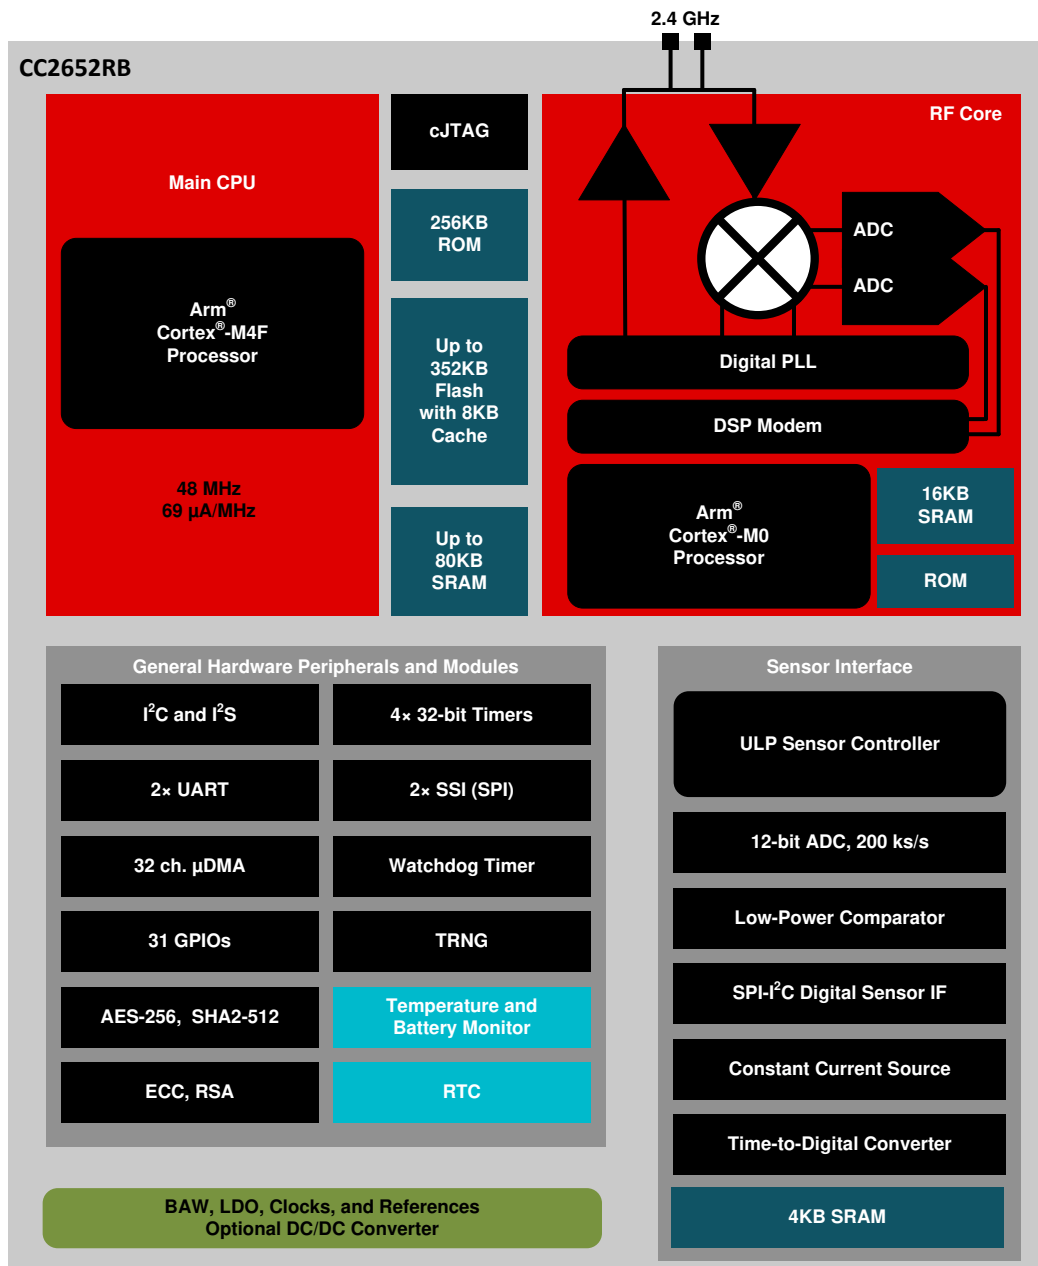 2.4 GHz
CC2652RB
Main CPU
Arm®
Cortex®-M4F
Processor
48 MHz
69 µA/MHz
cJTAG
256KB
ROM
Up to
352KB
Flash
with 8KB
Cache
Up to
80KB
SRAM
RF Core
ADC
ADC
Digital PLL
DSP Modem
Arm®
Cortex®-M0
Processor
16KB
SRAM
ROM
General Hardware Peripherals and Modules
I²C and I²S
4× 32-bit Timers
2× UART
2× SSI (SPI)
32 ch. µDMA
Watchdog Timer
31 GPIOs
TRNG
AES-256, SHA2-512
Temperature and
Battery Monitor
ECC, RSA
RTC
Sensor Interface
ULP Sensor Controller
12-bit ADC, 200 ks/s
Low-Power Comparator
SPI-I²C Digital Sensor IF
Constant Current Source
Time-to-Digital Converter
4KB SRAM
BAW, LDO, Clocks, and References
Optional DC/DC Converter